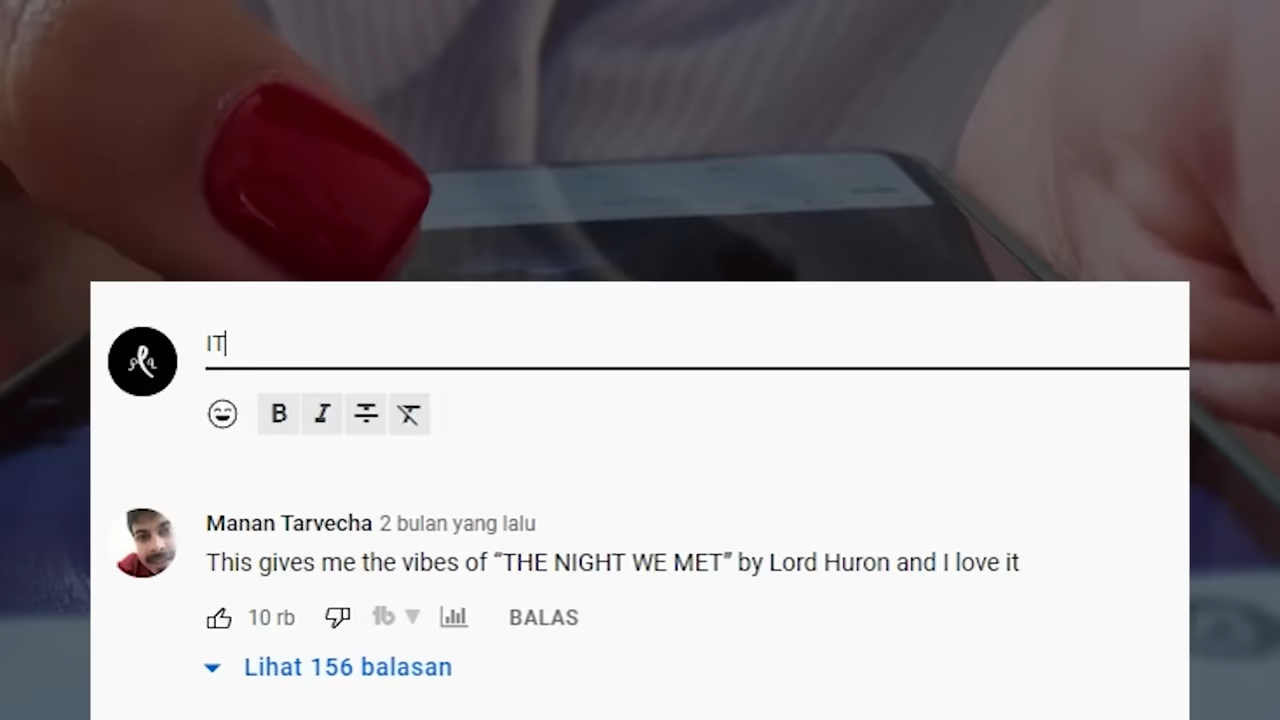 IT
B I
Manan Tarvecha 2 bulan yang lalu
This gives me the vibes of “THE NIGHT WE MET” by Lord Huron and I love it
10 rb BALAS
Lihat 156 balasan